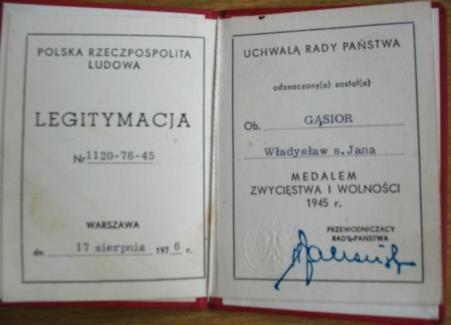 POLSKA RZECZPOSPOLITA
LUDOWA
LEGITYMACJA
Nr 1120-76-45
WARSZAWA
dn. 17 sierpnia 1976 r.
UCHWAŁĄ RADY PAŃSTWA
odznaczony(a) został(a)
Ob. GĄSIOR
Władysław s. Jana
MEDALEM
ZWYCIĘSTWA I WOLNOŚCI
1945 r.
PRZEWODNICZĄCY
RADY PAŃSTWA